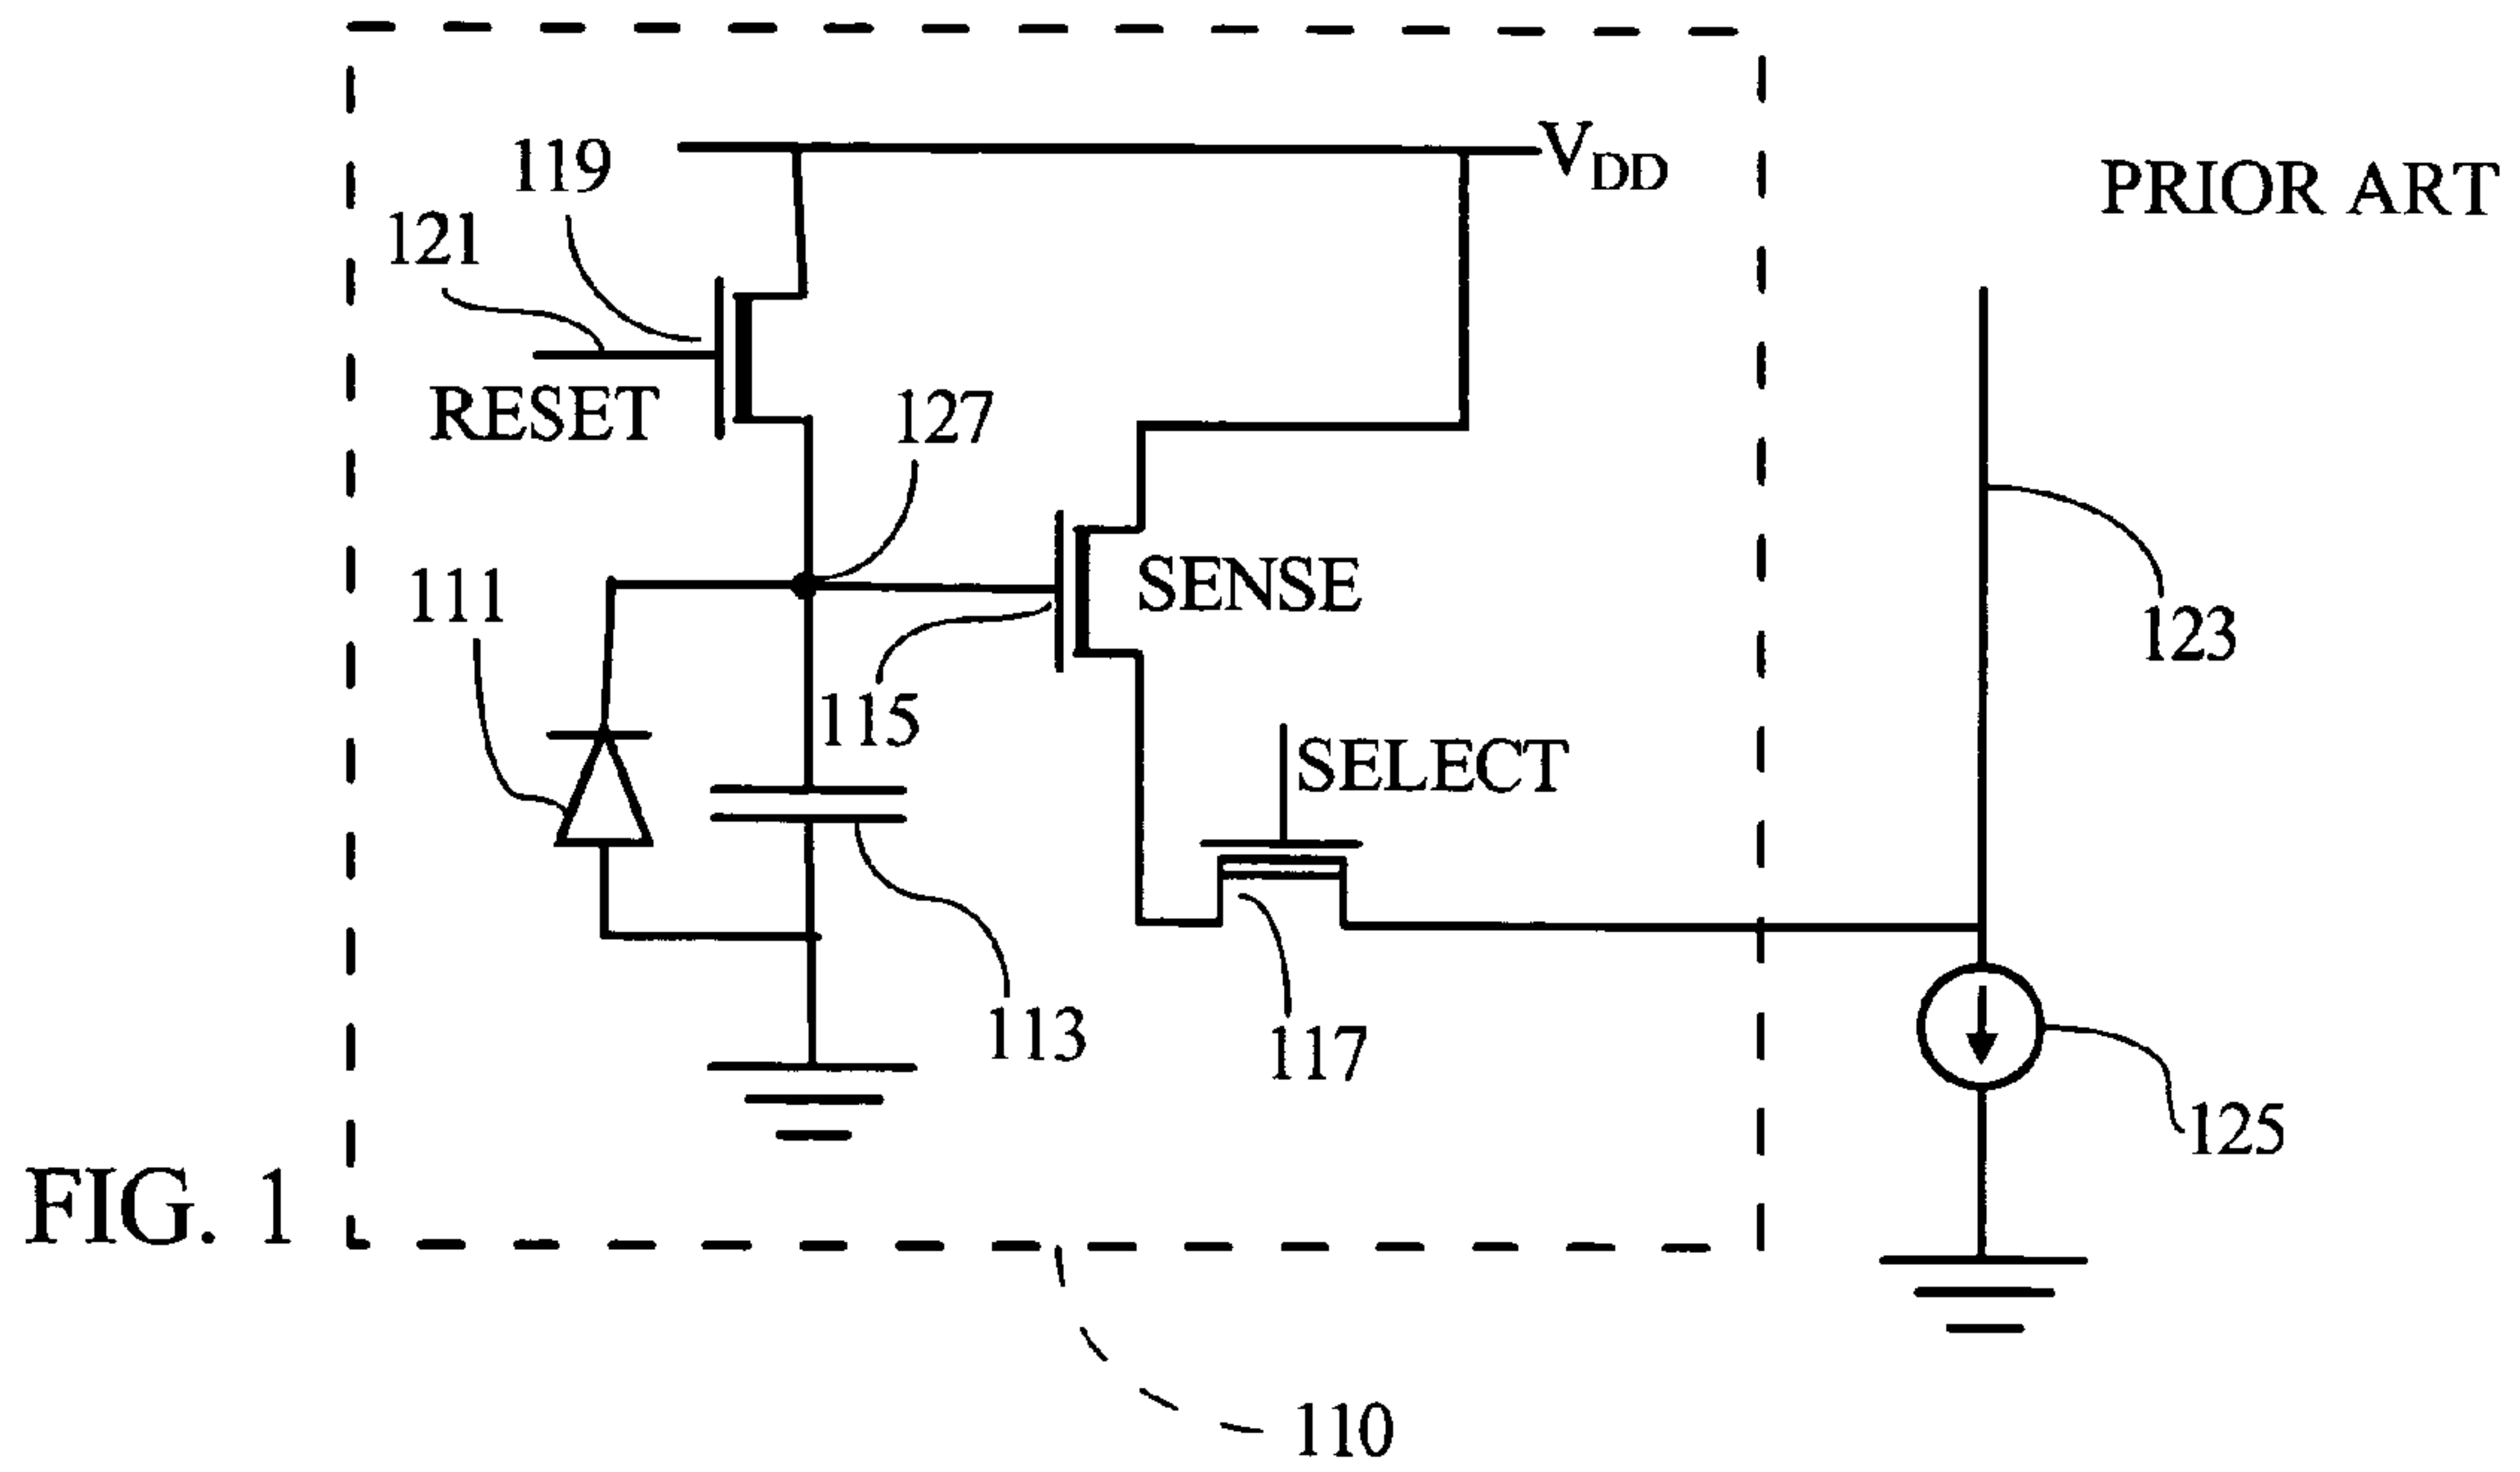 V_DD
119
PRIOR ART
121
RESET
127
111
SENSE
123
115
SELECT
113
117
125
FIG. 1
110